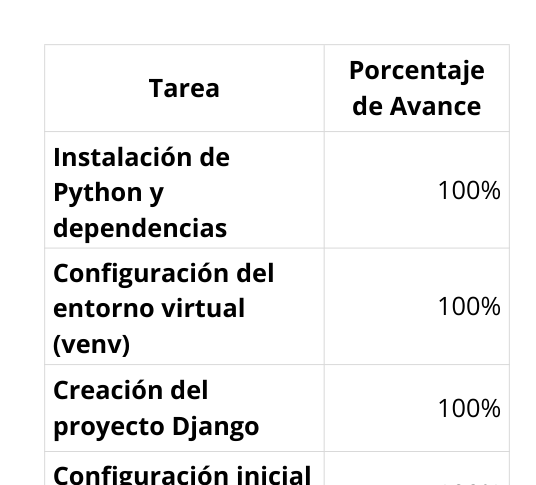 Tarea
Porcentaje
de Avance
Instalación de
Python y
dependencias
100%
Configuración del
entorno virtual
(venv)
100%
Creación del
proyecto Django
100%
Configuración inicial